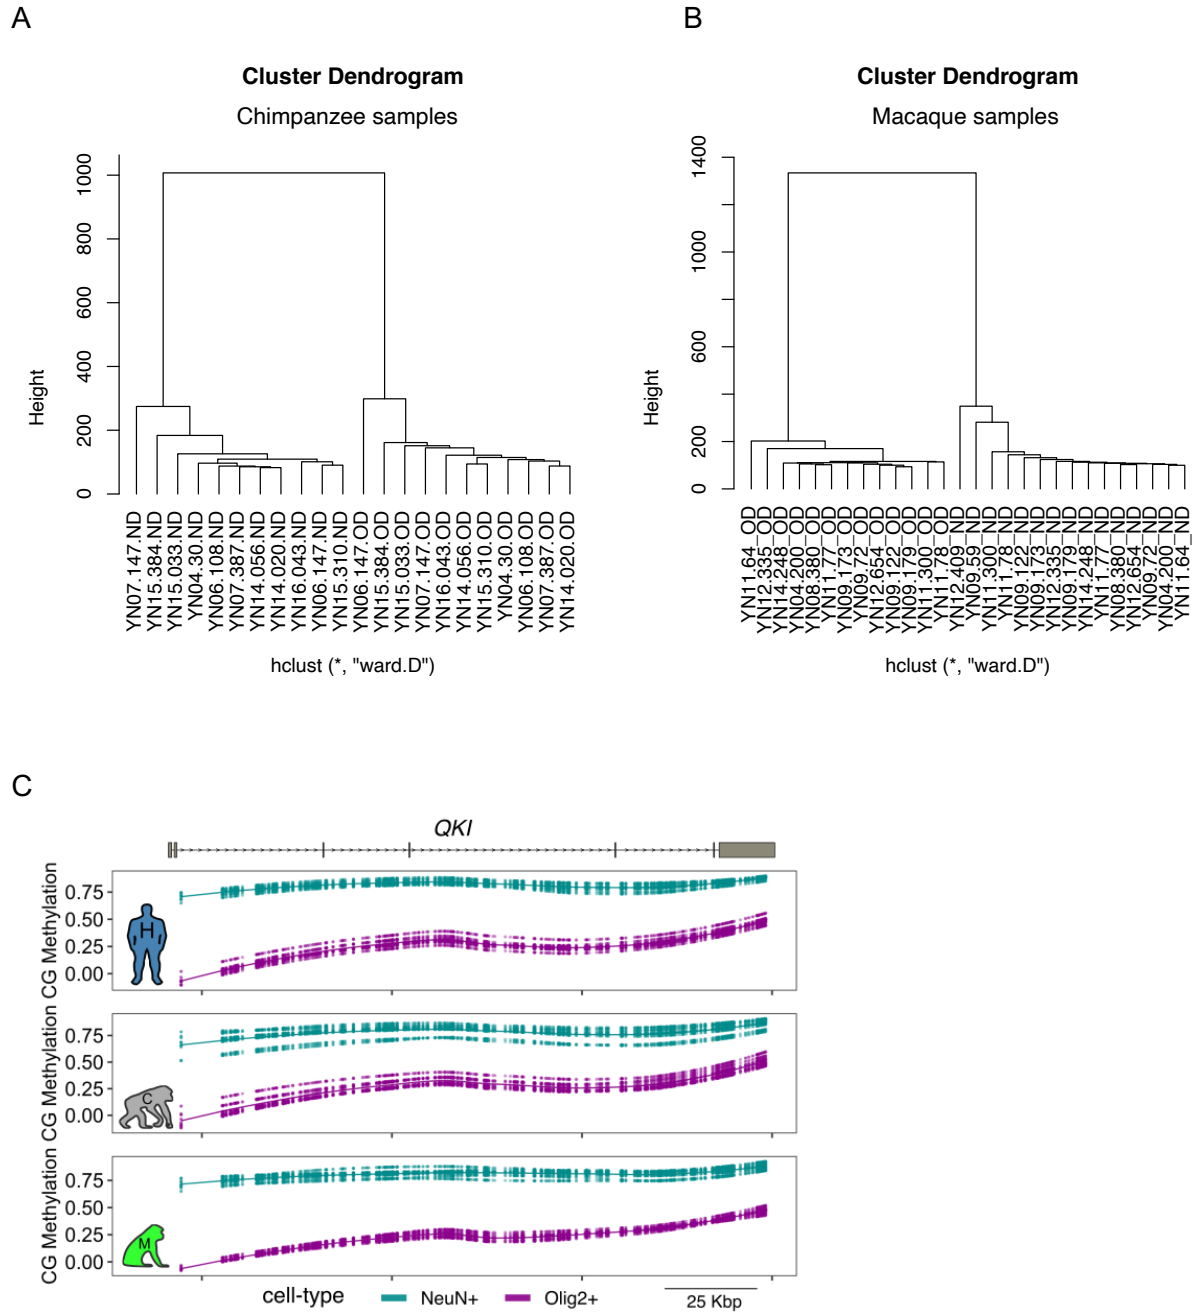 A
B
Cluster Dendrogram
Chimpanzee samples
Height
0
200
400
600
800
1000
YN07.147.ND
YN15.384.ND
YN15.033.ND
YN04.30.ND
YN06.108.ND
YN07.387.ND
YN14.056.ND
YN14.020.ND
YN16.043.ND
YN06.147.ND
YN15.310.ND
YN06.147.OD
YN15.384.OD
YN15.033.OD
YN07.147.OD
YN16.043.OD
YN14.056.OD
YN15.310.OD
YN04.30.OD
YN06.108.OD
YN07.387.OD
YN14.020.OD
hclust (*, "ward.D")
Cluster Dendrogram
Macaque samples
Height
0
200
600
1000
1400
YN11.64_OD
YN12.335_OD
YN14.248_OD
YN04.200_OD
YN08.380_OD
YN11.77_OD
YN09.173_OD
YN09.72_OD
YN12.654_OD
YN09.122_OD
YN09.179_OD
YN11.300_OD
YN11.78_OD
YN12.409_ND
YN09.59_ND
YN11.300_ND
YN11.78_ND
YN09.122_ND
YN09.173_ND
YN12.335_ND
YN09.179_ND
YN14.248_ND
YN11.77_ND
YN08.380_ND
YN12.654_ND
YN09.72_ND
YN04.200_ND
YN11.64_ND
hclust (*, "ward.D")
C
QKI
CG Methylation
0.75
0.50
0.25
0.00
H
CG Methylation
0.75
0.50
0.25
0.00
C
CG Methylation
0.75
0.50
0.25
0.00
M
cell-type NeuN+ Olig2+
25 Kbp